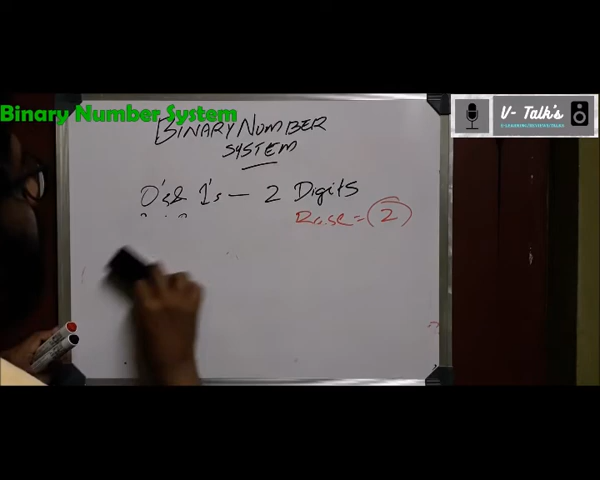 Binary Number System
V- Talk's
BINARY NUMBER
SYSTEM
0's & 1's — 2 Digits
Base = 2